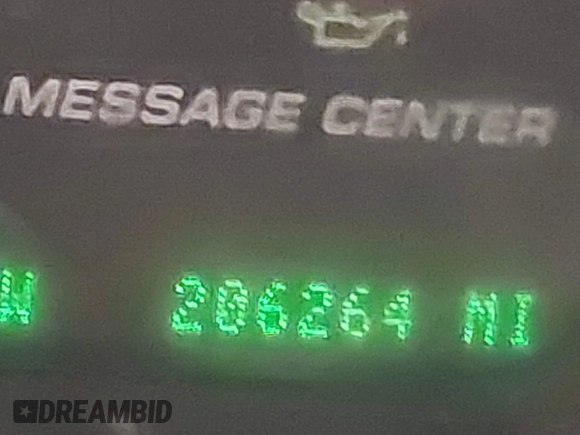 MESSAGE CENTER
W 206264 MI
DREAMBID